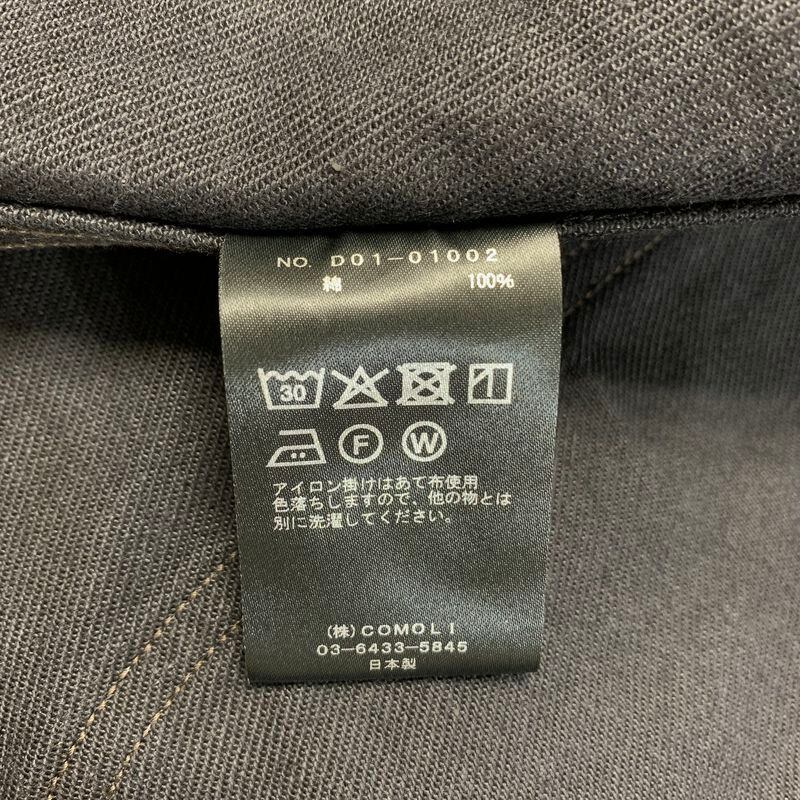 NO. D01-01002
綿 100%
30
F W
アイロン掛けはあて布使用
色落ちしますので、他の物とは
別に洗濯してください。
(株)COMOLI
03-6433-5845
日本製